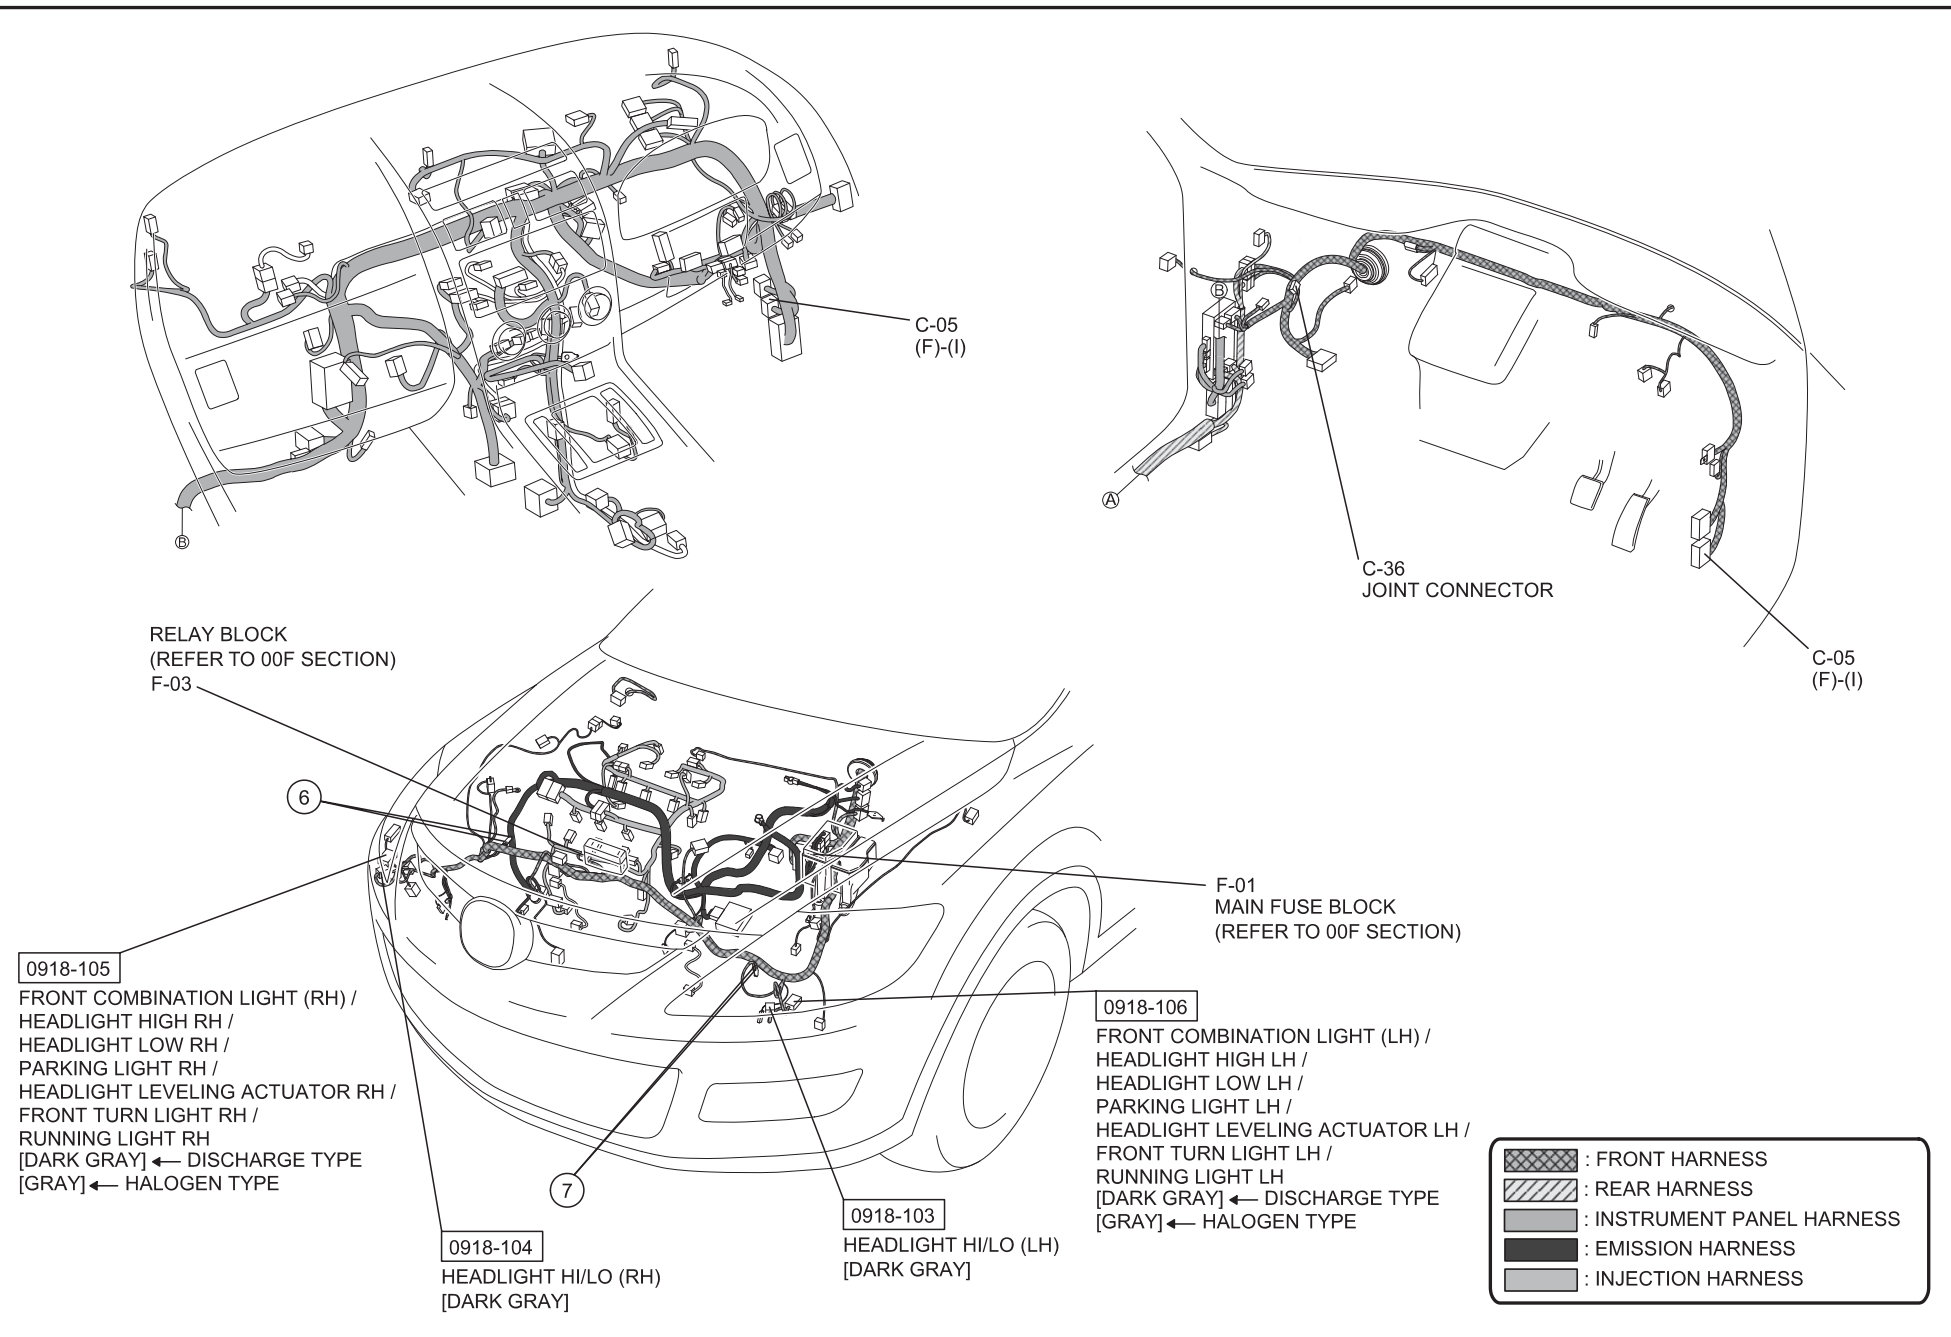 C-05
(F)-(I)
B
B
A
C-36
JOINT CONNECTOR
C-05
(F)-(I)
RELAY BLOCK
(REFER TO 00F SECTION)
F-03
6
F-01
MAIN FUSE BLOCK
(REFER TO 00F SECTION)
0918-105
FRONT COMBINATION LIGHT (RH) /
HEADLIGHT HIGH RH /
HEADLIGHT LOW RH /
PARKING LIGHT RH /
HEADLIGHT LEVELING ACTUATOR RH /
FRONT TURN LIGHT RH /
RUNNING LIGHT RH
[DARK GRAY] ← DISCHARGE TYPE
[GRAY] ← HALOGEN TYPE
0918-106
FRONT COMBINATION LIGHT (LH) /
HEADLIGHT HIGH LH /
HEADLIGHT LOW LH /
PARKING LIGHT LH /
HEADLIGHT LEVELING ACTUATOR LH /
FRONT TURN LIGHT LH /
RUNNING LIGHT LH
[DARK GRAY] ← DISCHARGE TYPE
[GRAY] ← HALOGEN TYPE
7
0918-104
HEADLIGHT HI/LO (RH)
[DARK GRAY]
0918-103
HEADLIGHT HI/LO (LH)
[DARK GRAY]
: FRONT HARNESS
: REAR HARNESS
: INSTRUMENT PANEL HARNESS
: EMISSION HARNESS
: INJECTION HARNESS